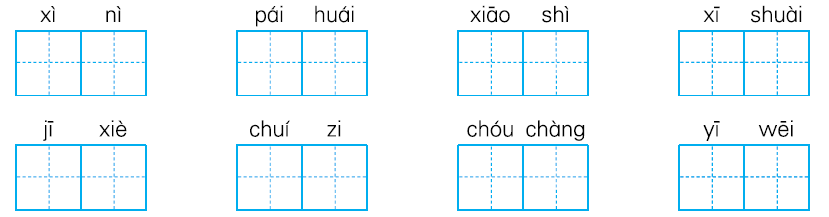 xì nì pái huái xiāo shì xī shuài
jī xiè chuí zi chóu chàng yī wēi